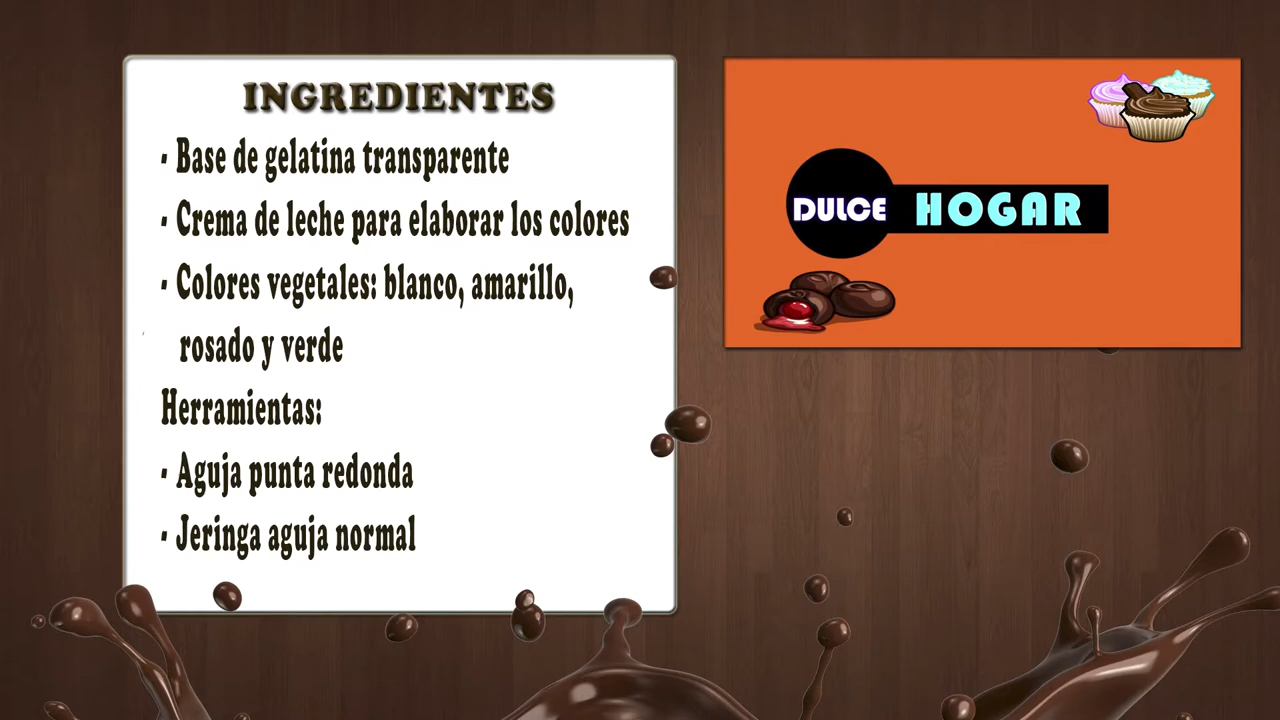 INGREDIENTES
- Base de gelatina transparente
- Crema de leche para elaborar los colores
- Colores vegetales: blanco, amarillo,
rosado y verde
Herramientas:
- Aguja punta redonda
- Jeringa aguja normal
DULCE HOGAR